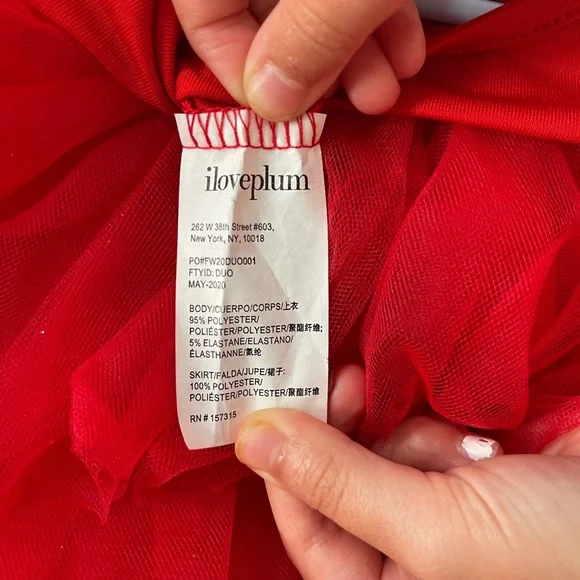 iloveplum
262 W 38th Street #603,
New York, NY, 10018
PO#FW20DUO001
FTYID: DUO
MAY-2020
BODY/CUERPO/CORPS/上衣
95% POLYESTER/
POLIÉSTER/POLYESTER/聚酯纤维;
5% ELASTANE/ELASTANO/
ÉLASTHANNE/氨纶
SKIRT/FALDA/JUPE/裙子:
100% POLYESTER/
POLIÉSTER/POLYESTER/聚酯纤维
RN # 157315